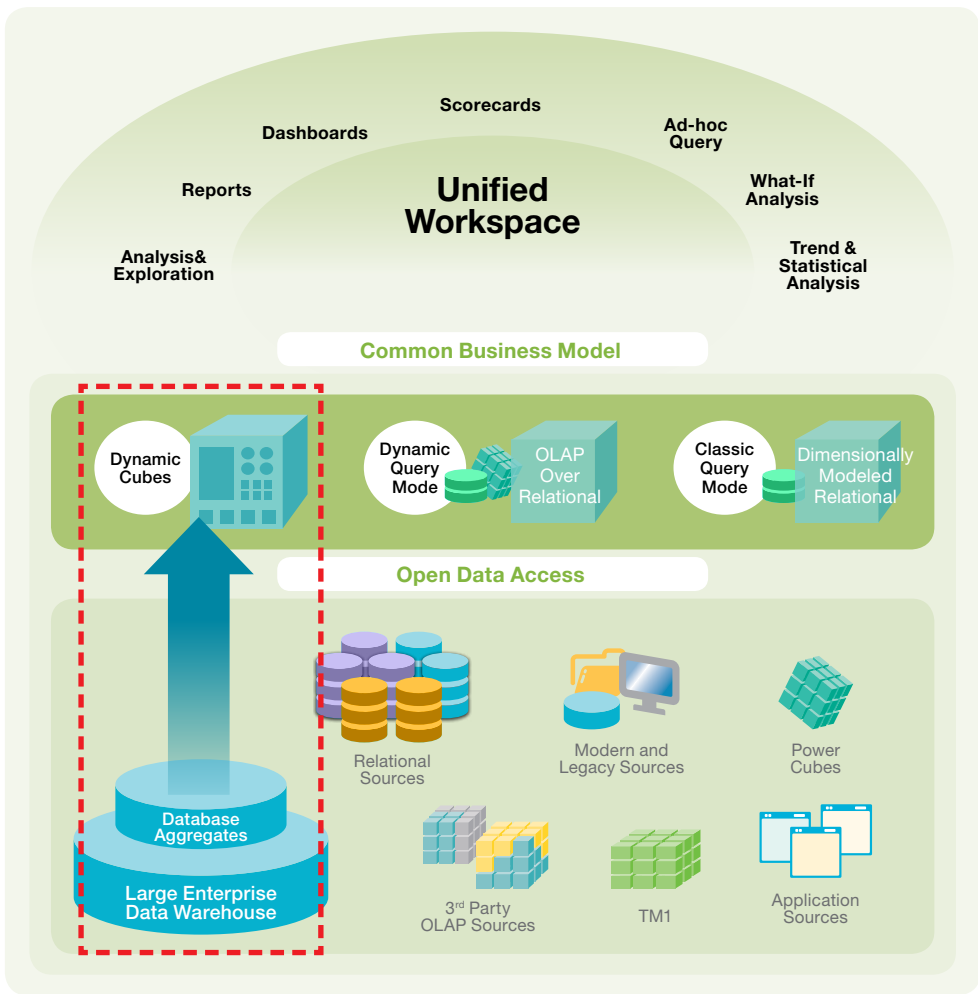 Scorecards
Dashboards
Ad-hoc
Query
Reports
Unified
Workspace
What-If
Analysis
Analysis&
Exploration
Trend &
Statistical
Analysis
Common Business Model
Dynamic
Cubes
Dynamic
Query
Mode
OLAP
Over
Relational
Classic
Query
Mode
Dimensionally
Modeled
Relational
Open Data Access
Relational
Sources
Modern and
Legacy Sources
Power
Cubes
Database
Aggregates
Large Enterprise
Data Warehouse
3rd Party
OLAP Sources
TM1
Application
Sources